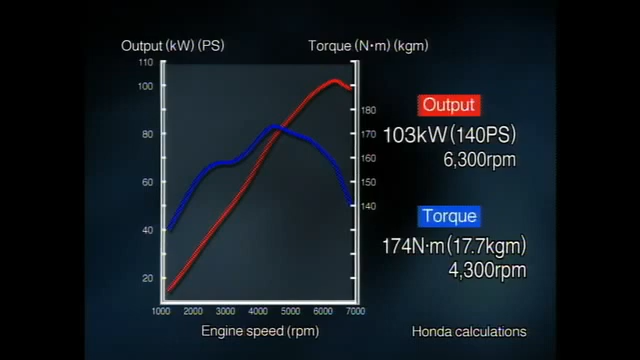 Output (kW) (PS)
Torque (N・m) (kgm)
110
100
80
60
40
20
180
170
160
150
140
1000 2000 3000 4000 5000 6000 7000
Engine speed (rpm)
Output
103kW (140PS)
6,300rpm
Torque
174N・m (17.7kgm)
4,300rpm
Honda calculations